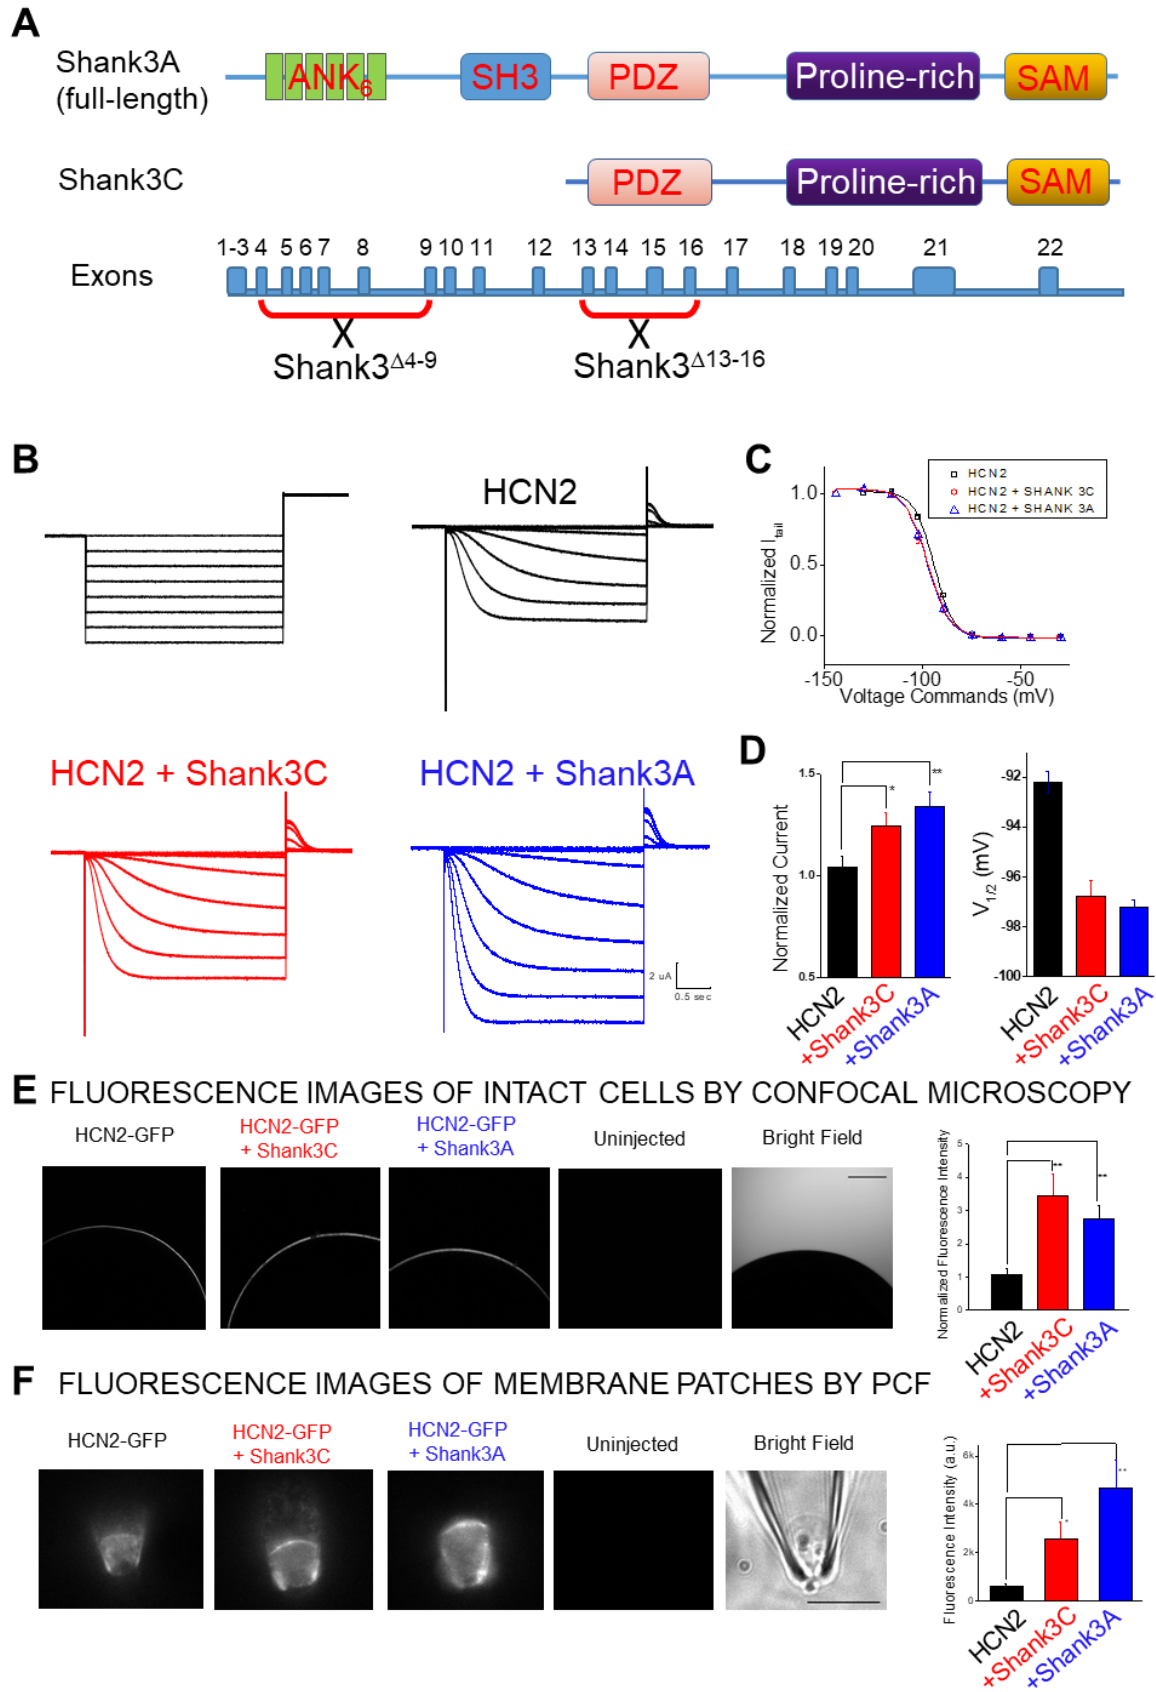 A
Shank3A
(full-length)
ANK6
SH3
PDZ
Proline-rich
SAM
Shank3C
PDZ
Proline-rich
SAM
1-3 4 5 6 7 8 9 10 11 12 13 14 15 16 17 18 19 20 21 22
Exons
X
Shank3Δ4-9
X
Shank3Δ13-16
B
HCN2
HCN2 + Shank3C
HCN2 + Shank3A
2 uA
0.5 sec
C
HCN2
HCN2 + SHANK 3C
HCN2 + SHANK 3A
Normalized Itail
1.0
0.5
0.0
-150
-100
-50
Voltage Commands (mV)
D
Normalized Current
1.5
1.0
0.5
*
**
HCN2
+Shank3C
+Shank3A
V1/2 (mV)
-92
-94
-96
-98
-100
HCN2
+Shank3C
+Shank3A
E FLUORESCENCE IMAGES OF INTACT CELLS BY CONFOCAL MICROSCOPY
HCN2-GFP
HCN2-GFP
+ Shank3C
HCN2-GFP
+ Shank3A
Uninjected
Bright Field
Normalized Fluorescence Intensity
5
4
3
2
1
0
**
**
HCN2
+Shank3C
+Shank3A
F FLUORESCENCE IMAGES OF MEMBRANE PATCHES BY PCF
HCN2-GFP
HCN2-GFP
+ Shank3C
HCN2-GFP
+ Shank3A
Uninjected
Bright Field
Fluorescence Intensity (a.u.)
6k
4k
2k
0
*
**
HCN2
+Shank3C
+Shank3A